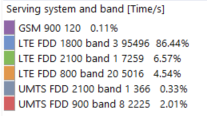 Serving system and band [Time/s]
GSM 900 120 0.11%
LTE FDD 1800 band 3 95496 86.44%
LTE FDD 2100 band 1 7259 6.57%
LTE FDD 800 band 20 5016 4.54%
UMTS FDD 2100 band 1 366 0.33%
UMTS FDD 900 band 8 2225 2.01%